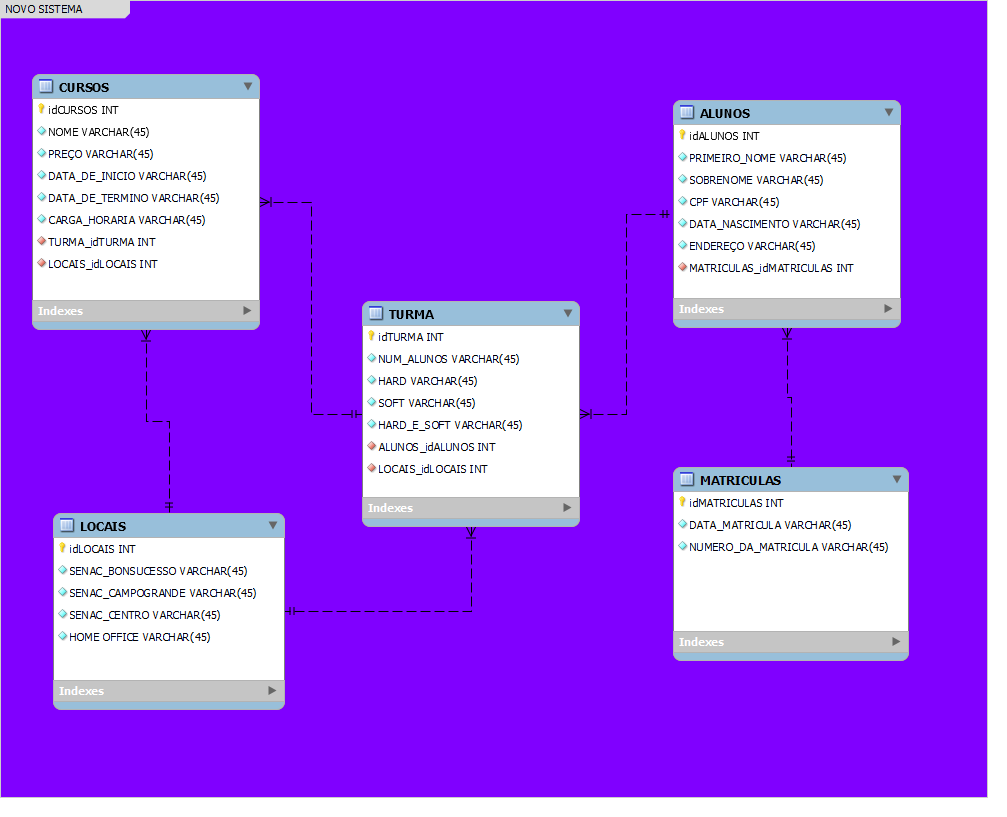 NOVO SISTEMA
CURSOS
idCURSOS INT
NOME VARCHAR(45)
PREÇO VARCHAR(45)
DATA_DE_INICIO VARCHAR(45)
DATA_DE_TERMINO VARCHAR(45)
CARGA_HORARIA VARCHAR(45)
TURMA_idTURMA INT
LOCAIS_idLOCAIS INT
Indexes
ALUNOS
idALUNOS INT
PRIMEIRO_NOME VARCHAR(45)
SOBRENOME VARCHAR(45)
CPF VARCHAR(45)
DATA_NASCIMENTO VARCHAR(45)
ENDEREÇO VARCHAR(45)
MATRICULAS_idMATRICULAS INT
Indexes
TURMA
idTURMA INT
NUM_ALUNOS VARCHAR(45)
HARD VARCHAR(45)
SOFT VARCHAR(45)
HARD_E_SOFT VARCHAR(45)
ALUNOS_idALUNOS INT
LOCAIS_idLOCAIS INT
Indexes
LOCAIS
idLOCAIS INT
SENAC_BONSUCESSO VARCHAR(45)
SENAC_CAMPOGRANDE VARCHAR(45)
SENAC_CENTRO VARCHAR(45)
HOME OFFICE VARCHAR(45)
Indexes
MATRICULAS
idMATRICULAS INT
DATA_MATRICULA VARCHAR(45)
NUMERO_DA_MATRICULA VARCHAR(45)
Indexes